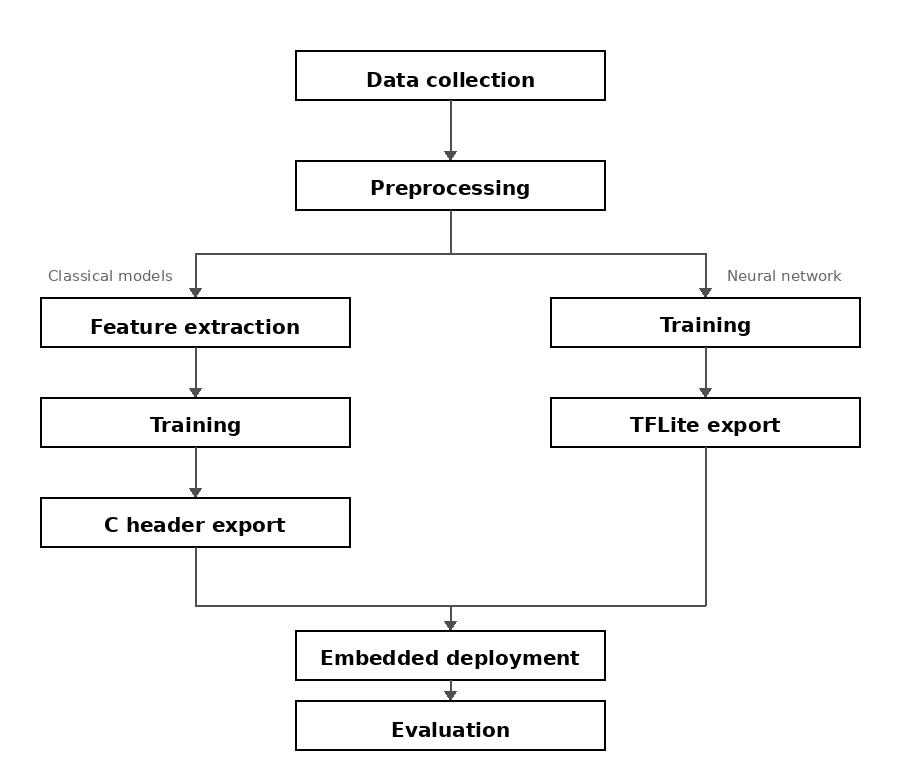 Data collection
Preprocessing
Classical models
Neural network
Feature extraction
Training
Training
TFLite export
C header export
Embedded deployment
Evaluation